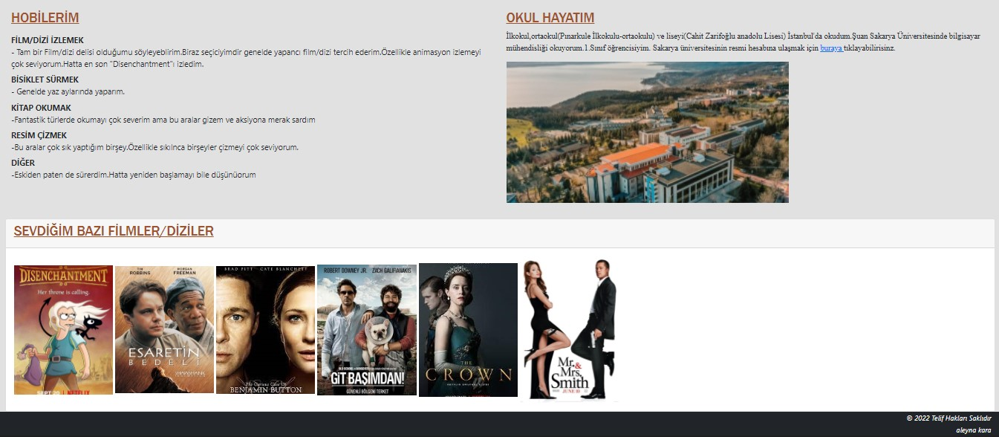 HOBİLERİM
FİLM/DİZİ İZLEMEK
- Tam bir Film/dizi delisi olduğumu söyleyeblirim.Biraz seçiciyimdir genelde yapancı film/dizi tercih ederim.Özellikle animasyon izlemeyi
çok seviyorum.Hatta en son "Disenchantment"ı izledim.
BİSİKLET SÜRMEK
- Genelde yaz aylarında yaparım.
KİTAP OKUMAK
-Fantastik türlerde okumayı çok severim ama bu aralar gizem ve aksiyona merak sardım
RESİM ÇİZMEK
-Bu aralar çok sık yaptığım birşey.Özellikle sıkılnca birşeyler çizmeyi çok seviyorum.
DİĞER
-Eskiden paten de sürerdim.Hatta yeniden başlamayı bile düşünüorum
OKUL HAYATIM
İlkokul,ortaokul(Pınarkule İlkokulu-ortaokulu) ve liseyi(Cahit Zarifoğlu anadolu Lisesi) İstanbul'da okudum.Şuan Sakarya Üniversitesinde bilgisayar
mühendisliği okuyorum.1.Sınıf öğrencisiyim. Sakarya üniversitesinin resmi hesabına ulaşmak için buraya tıklayabilirisinz.
SEVDİĞİM BAZI FİLMLER/DİZİLER
DISENCHANTMENT
Her throne is calling.
SEPT 20 | NETFLIX
TIM ROBBINS
MORGAN FREEMAN
ESARETİN
BEDELİ
BRAD PITT CATE BLANCHETT
The Curious Case Of
BENJAMIN BUTTON
ROBERT DOWNEY JR. ZACH GALIFIANAKIS
GİT BAŞIMDAN!
GÜVENLİ BÖLGENİ TERKET
THE
CROWN
Mr.&
Mrs.
Smith
JUNE 10
© 2022 Telif Hakları Saklıdır
aleyna kara